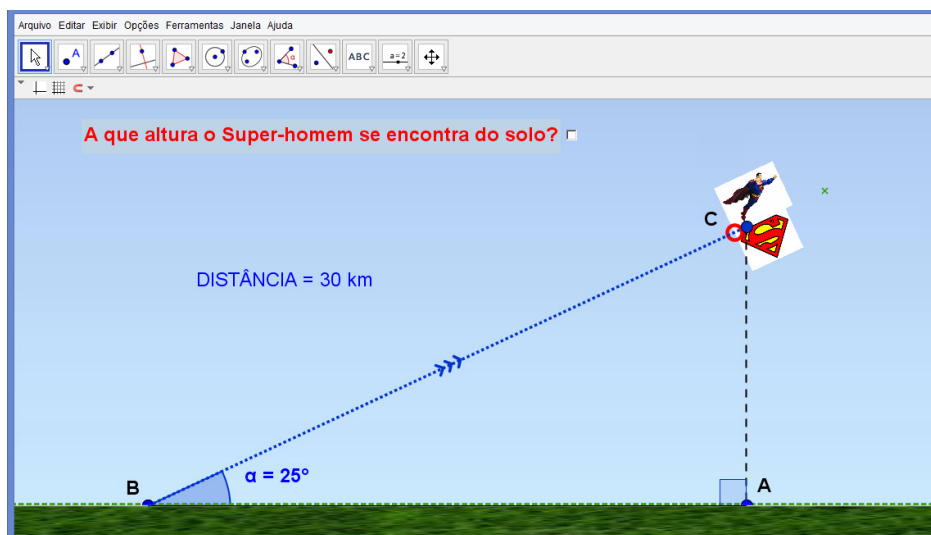 Arquivo Editar Exibir Opções Ferramentas Janela Ajuda
A ABC a=2
A que altura o Super-homem se encontra do solo?
C
S
DISTÂNCIA = 30 km
α = 25°
B
A